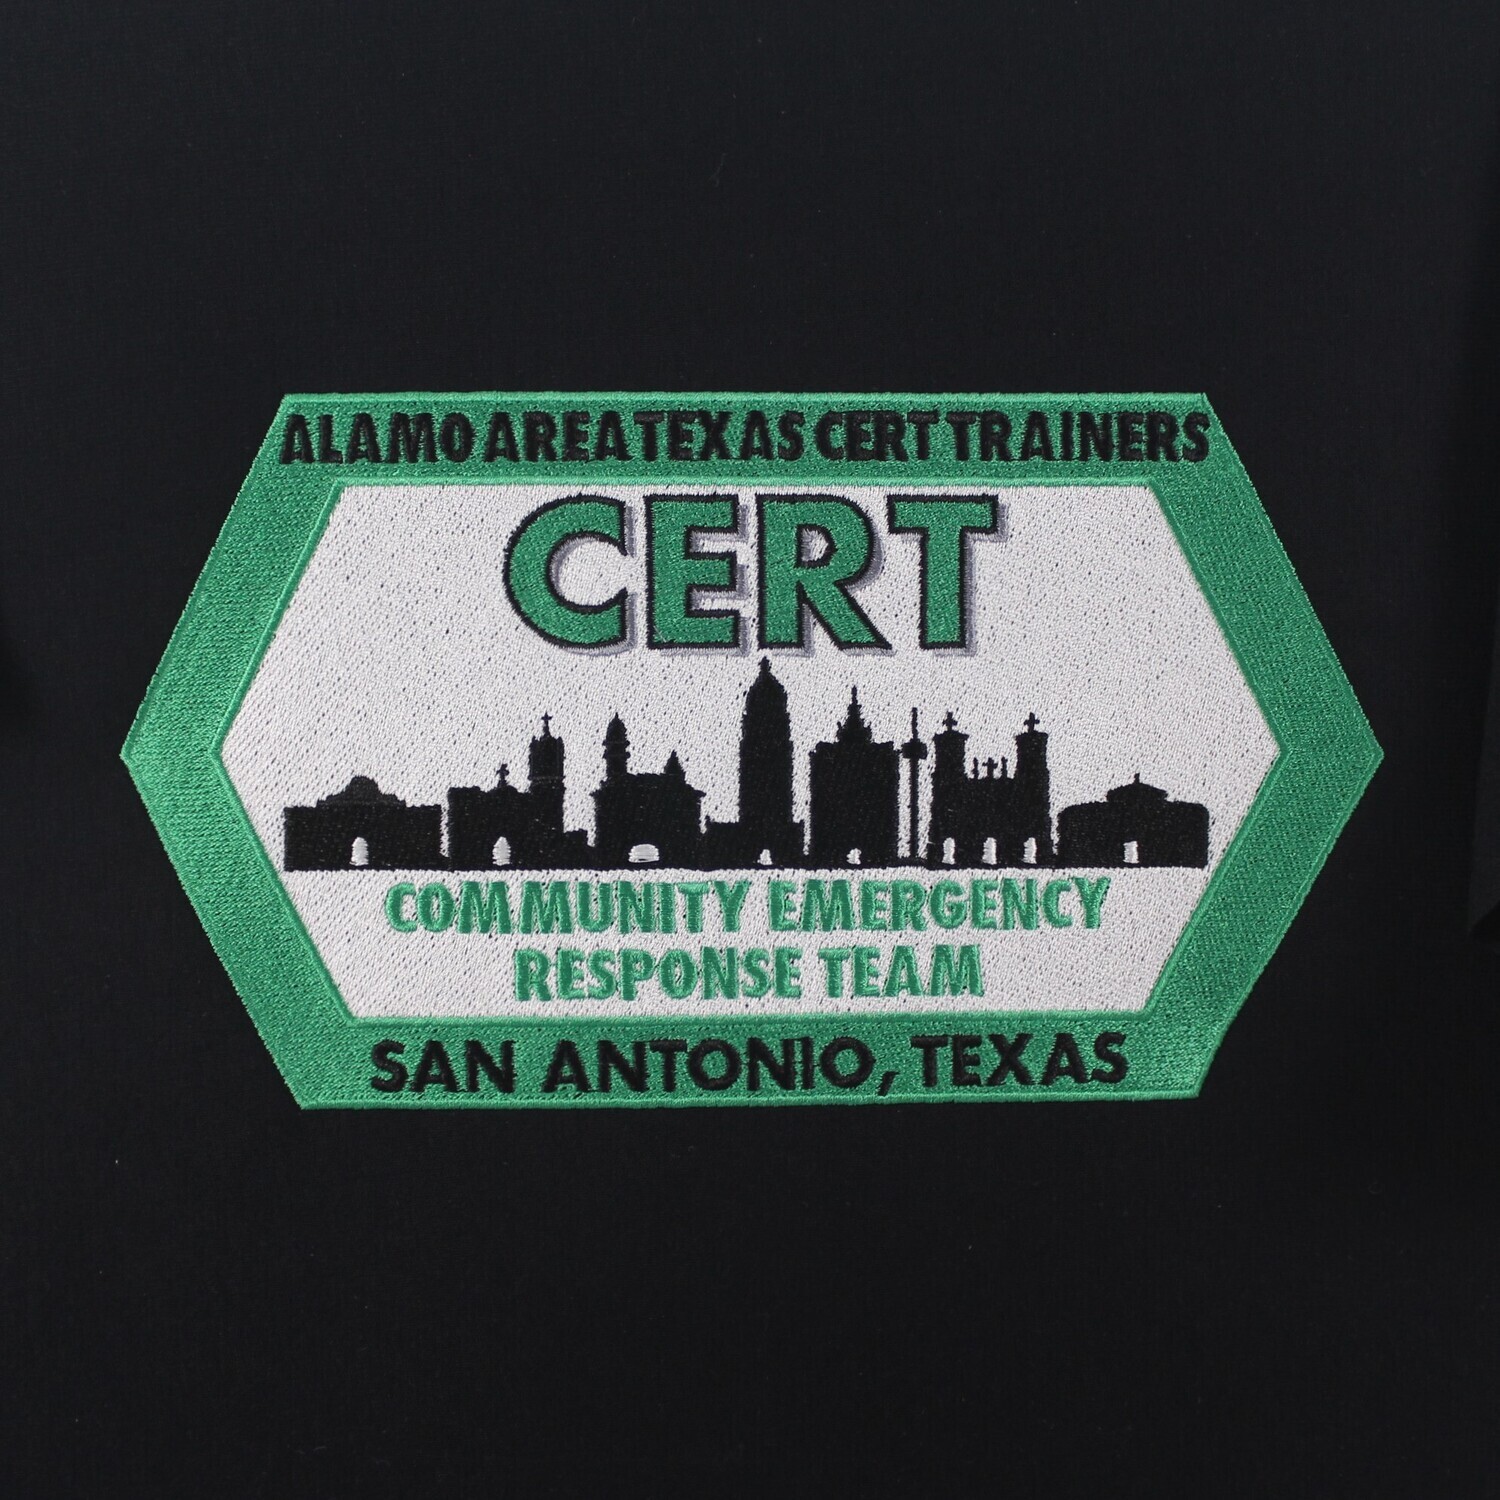 ALAMO AREA TEXAS CERT TRAINERS
CERT
COMMUNITY EMERGENCY
RESPONSE TEAM
SAN ANTONIO, TEXAS